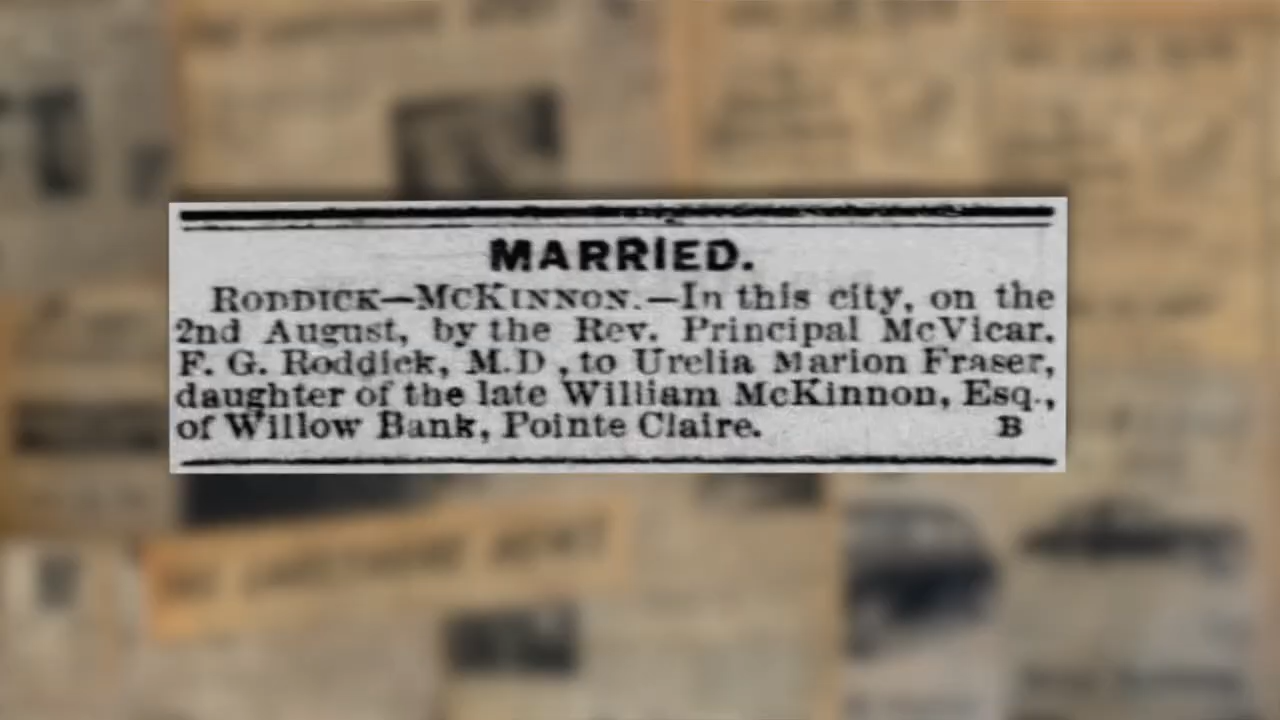 MARRIED.
RODDICK—MCKINNON.—In this city, on the
2nd August, by the Rev. Principal McVicar.
F. G. Roddick, M.D , to Urelia Marion Fraser,
daughter of the late William McKinnon, Esq.,
of Willow Bank, Pointe Claire. B